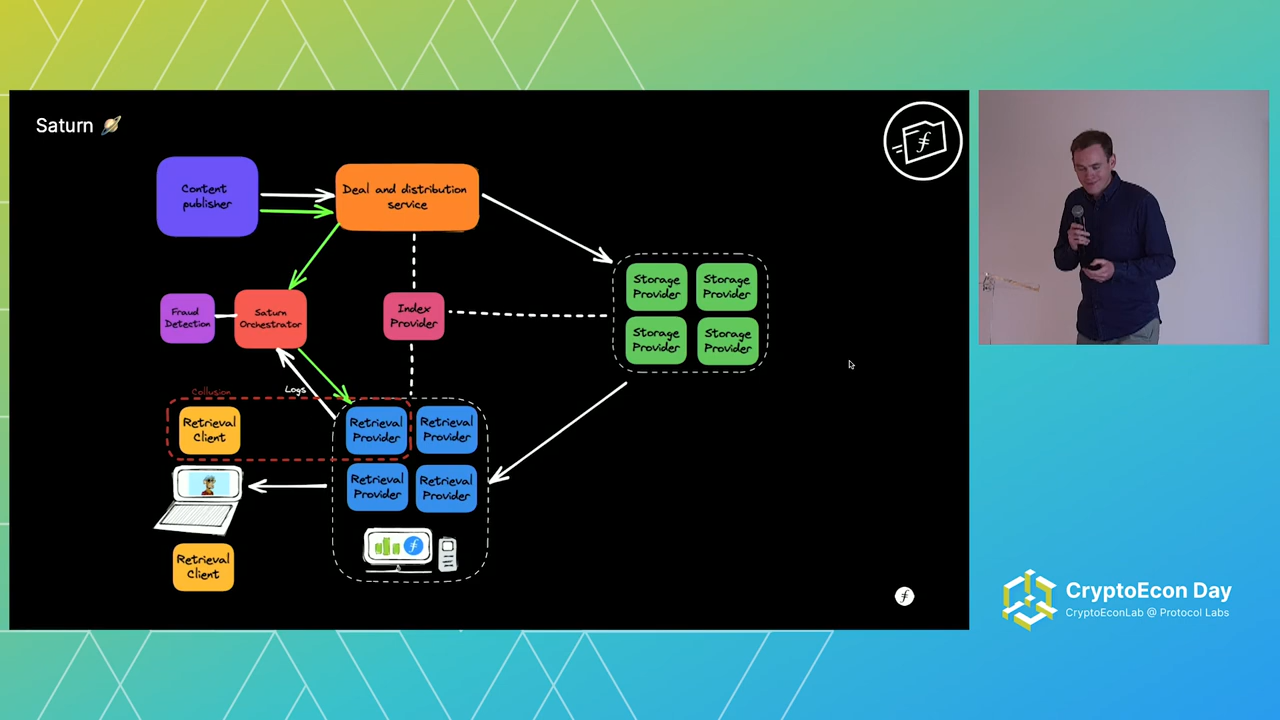 Saturn 🪐
Content
publisher
Deal and distribution
service
Storage
Provider
Storage
Provider
Storage
Provider
Storage
Provider
Fraud
Detection
Saturn
Orchestrator
Index
Provider
Collusion
Logs
Retrieval
Client
Retrieval
Provider
Retrieval
Provider
Retrieval
Provider
Retrieval
Provider
Retrieval
Client
CryptoEcon Day
CryptoEconLab @ Protocol Labs